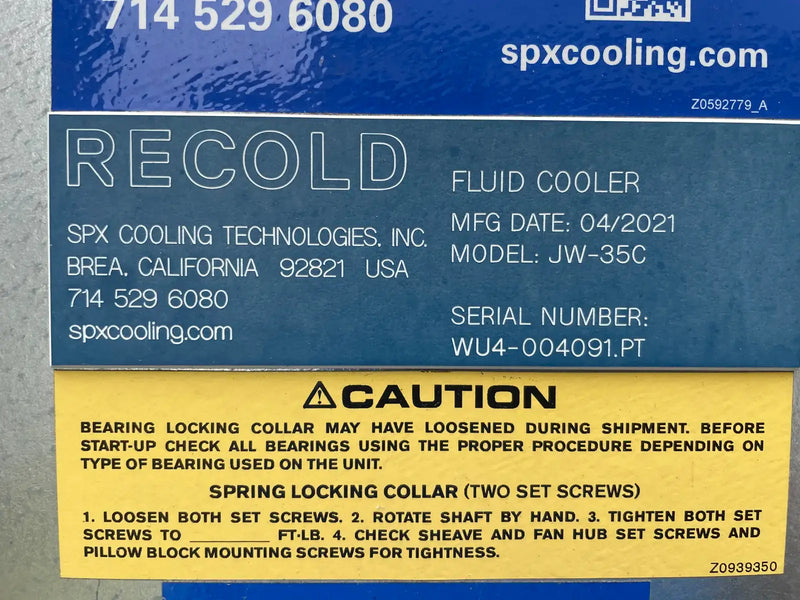 714 529 6080
spxcooling.com
Z0592779_A
RECOLD
SPX COOLING TECHNOLOGIES, INC.
BREA, CALIFORNIA 92821 USA
714 529 6080
spxcooling.com
FLUID COOLER
MFG DATE: 04/2021
MODEL: JW-35C
SERIAL NUMBER:
WU4-004091.PT
⚠CAUTION
BEARING LOCKING COLLAR MAY HAVE LOOSENED DURING SHIPMENT. BEFORE
START-UP CHECK ALL BEARINGS USING THE PROPER PROCEDURE DEPENDING ON
TYPE OF BEARING USED ON THE UNIT.
SPRING LOCKING COLLAR (TWO SET SCREWS)
1. LOOSEN BOTH SET SCREWS. 2. ROTATE SHAFT BY HAND. 3. TIGHTEN BOTH SET
SCREWS TO ________ FT·LB. 4. CHECK SHEAVE AND FAN HUB SET SCREWS AND
PILLOW BLOCK MOUNTING SCREWS FOR TIGHTNESS.
Z0939350